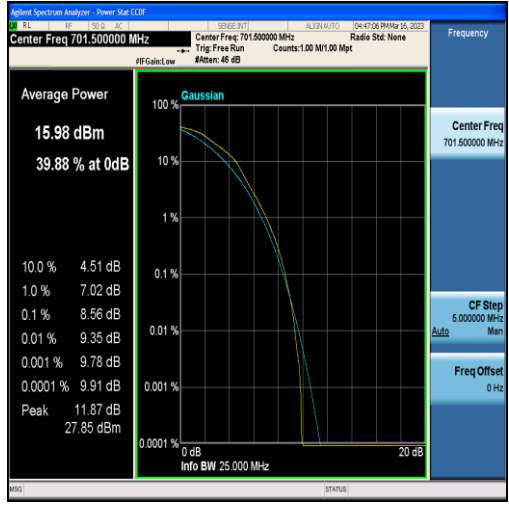 Agilent Spectrum Analyzer - Power Stat CCDF
RL RF 50 Ω AC SENSE:INT ALIGN AUTO 04:47:06 PM Mar 16, 2023
Center Freq 701.500000 MHz
Center Freq: 701.500000 MHz Radio Std: None
Trig: Free Run Counts:1.00 M/1.00 Mpt
#IFGain:Low #Atten: 46 dB
Frequency
Average Power
15.98 dBm
39.88 % at 0dB
10.0 % 4.51 dB
1.0 % 7.02 dB
0.1 % 8.56 dB
0.01 % 9.35 dB
0.001 % 9.78 dB
0.0001 % 9.91 dB
Peak 11.87 dB
27.85 dBm
Gaussian
100 %
10 %
1 %
0.1 %
0.01 %
0.001 %
0.0001 %
0 dB 20 dB
Info BW 25.000 MHz
Center Freq
701.500000 MHz
CF Step
5.000000 MHz
Auto Man
Freq Offset
0 Hz
MSG STATUS